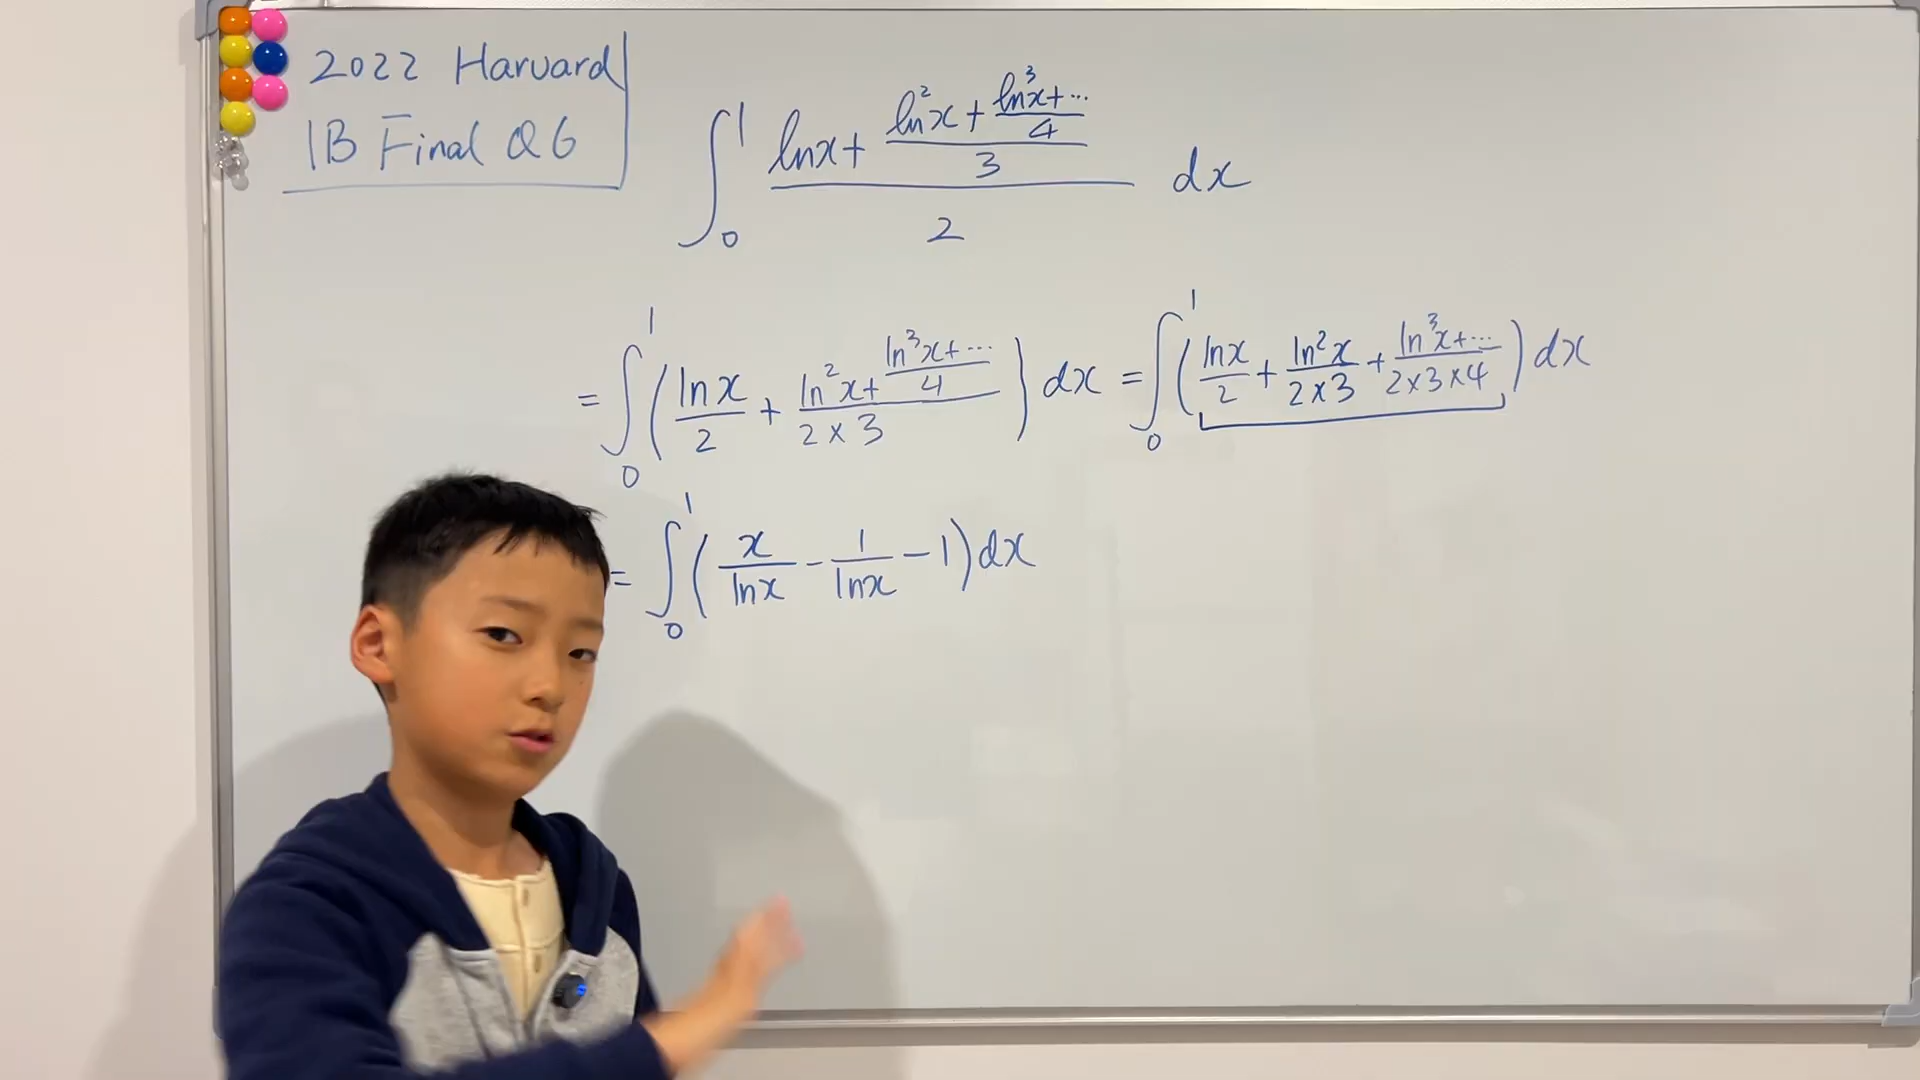 2022 Harvard
1B Final Q6
∫₀¹ (ln x + (ln²x + (ln³x + ···)/4)/3)/2 dx
= ∫₀¹ (ln x/2 + (ln²x + (ln³x + ···)/4)/(2×3)) dx = ∫₀¹ (ln x/2 + ln²x/(2×3) + (ln³x + ···)/(2×3×4)) dx
= ∫₀¹ (x/ln x − 1/ln x − 1) dx